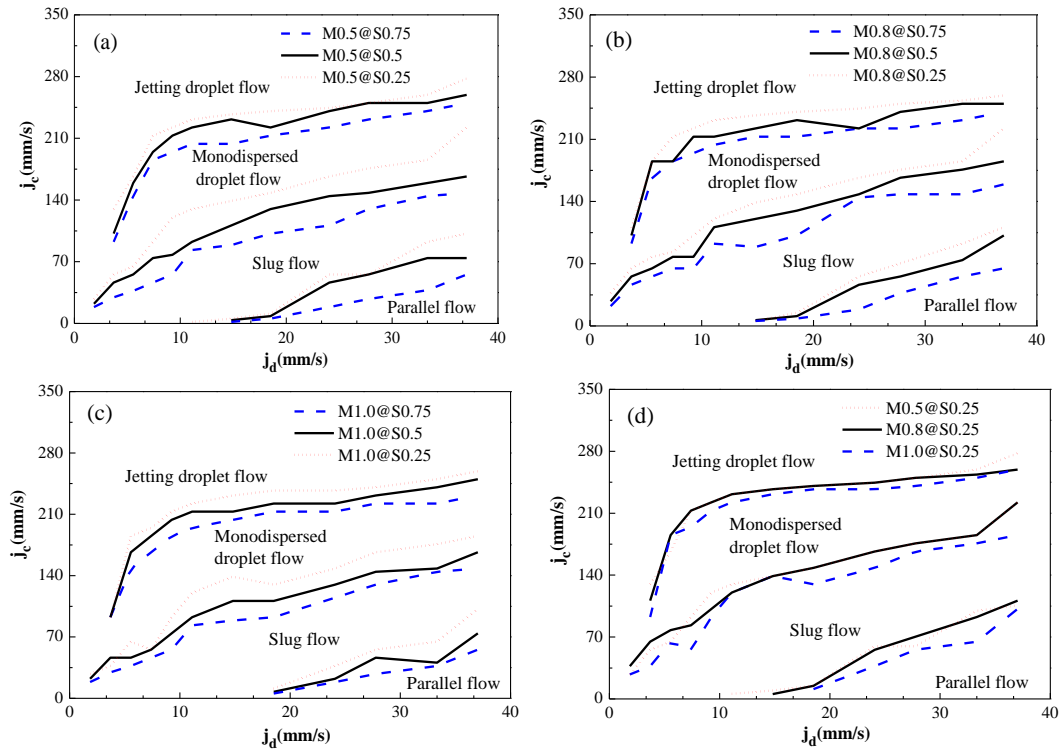 350
280
210
140
70
0
j_c(mm/s)
(a)
M0.5@S0.75
M0.5@S0.5
M0.5@S0.25
Jetting droplet flow
Monodispersed
droplet flow
Slug flow
Parallel flow
0 10 20 30 40
j_d(mm/s)
350
280
210
140
70
0
j_c(mm/s)
(b)
M0.8@S0.75
M0.8@S0.5
M0.8@S0.25
Jetting droplet flow
Monodispersed
droplet flow
Slug flow
Parallel flow
0 10 20 30 40
j_d(mm/s)
350
280
210
140
70
0
j_c(mm/s)
(c)
M1.0@S0.75
M1.0@S0.5
M1.0@S0.25
Jetting droplet flow
Monodispersed
droplet flow
Slug flow
Parallel flow
0 10 20 30 40
j_d(mm/s)
350
280
210
140
70
0
j_c(mm/s)
(d)
M0.5@S0.25
M0.8@S0.25
M1.0@S0.25
Jetting droplet flow
Monodispersed
droplet flow
Slug flow
Parallel flow
0 10 20 30 40
j_d(mm/s)